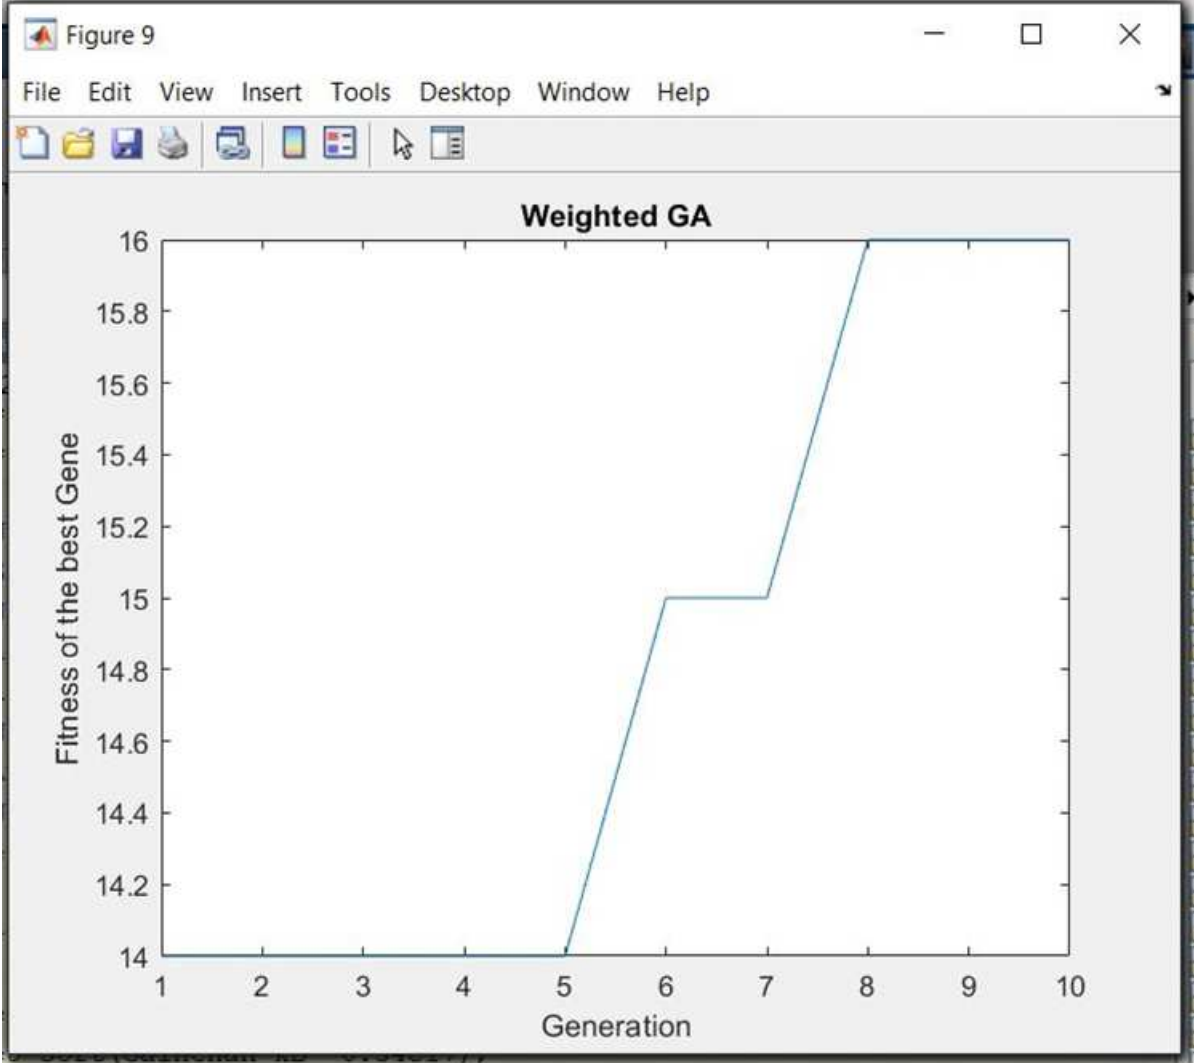 Figure 9
File Edit View Insert Tools Desktop Window Help
Weighted GA
16
15.8
15.6
15.4
15.2
15
14.8
14.6
14.4
14.2
14
Fitness of the best Gene
1 2 3 4 5 6 7 8 9 10
Generation